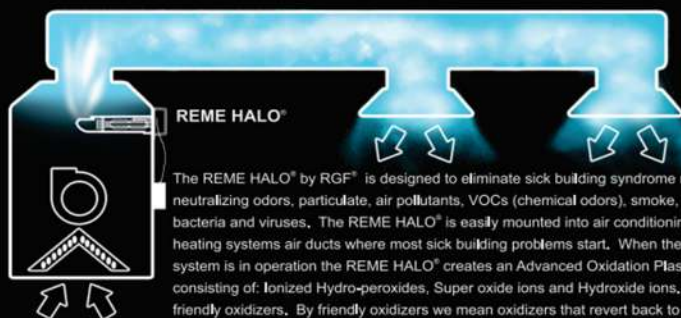 REME HALO®
The REME HALO® by RGF® is designed to eliminate sick building syndrome
neutralizing odors, particulate, air pollutants, VOCs (chemical odors), smoke,
bacteria and viruses. The REME HALO® is easily mounted into air conditionin
heating systems air ducts where most sick building problems start. When the
system is in operation the REME HALO® creates an Advanced Oxidation Plas
consisting of: Ionized Hydro-peroxides, Super oxide ions and Hydroxide ions.
friendly oxidizers. By friendly oxidizers we mean oxidizers that revert back to